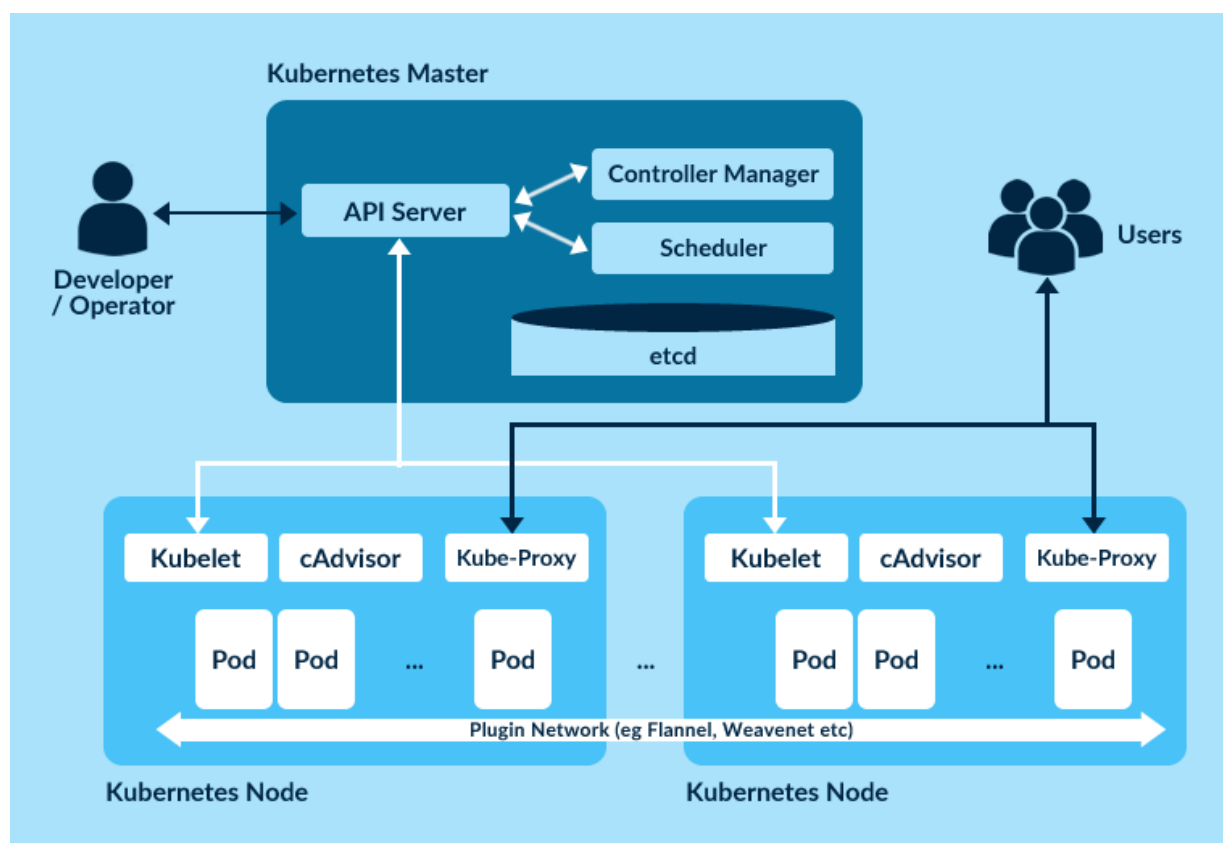 Kubernetes Master
Controller Manager
API Server
Scheduler
Users
Developer
/ Operator
etcd
Kubelet
cAdvisor
Kube-Proxy
Kubelet
cAdvisor
Kube-Proxy
Pod
Pod
...
Pod
...
Pod
Pod
...
Pod
Plugin Network (eg Flannel, Weavenet etc)
Kubernetes Node
Kubernetes Node